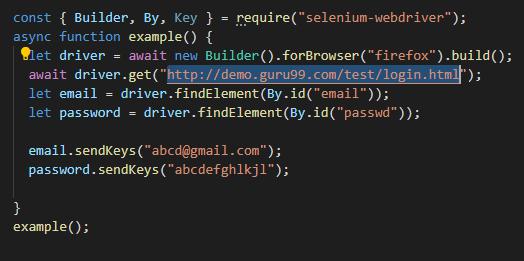 const { Builder, By, Key } = require("selenium-webdriver");
async function example() {
let driver = await new Builder().forBrowser("firefox").build();
await driver.get("http://demo.guru99.com/test/login.html");
let email = driver.findElement(By.id("email"));
let password = driver.findElement(By.id("passwd"));
email.sendKeys("abcd@gmail.com");
password.sendKeys("abcdefghlkjl");
}
example();